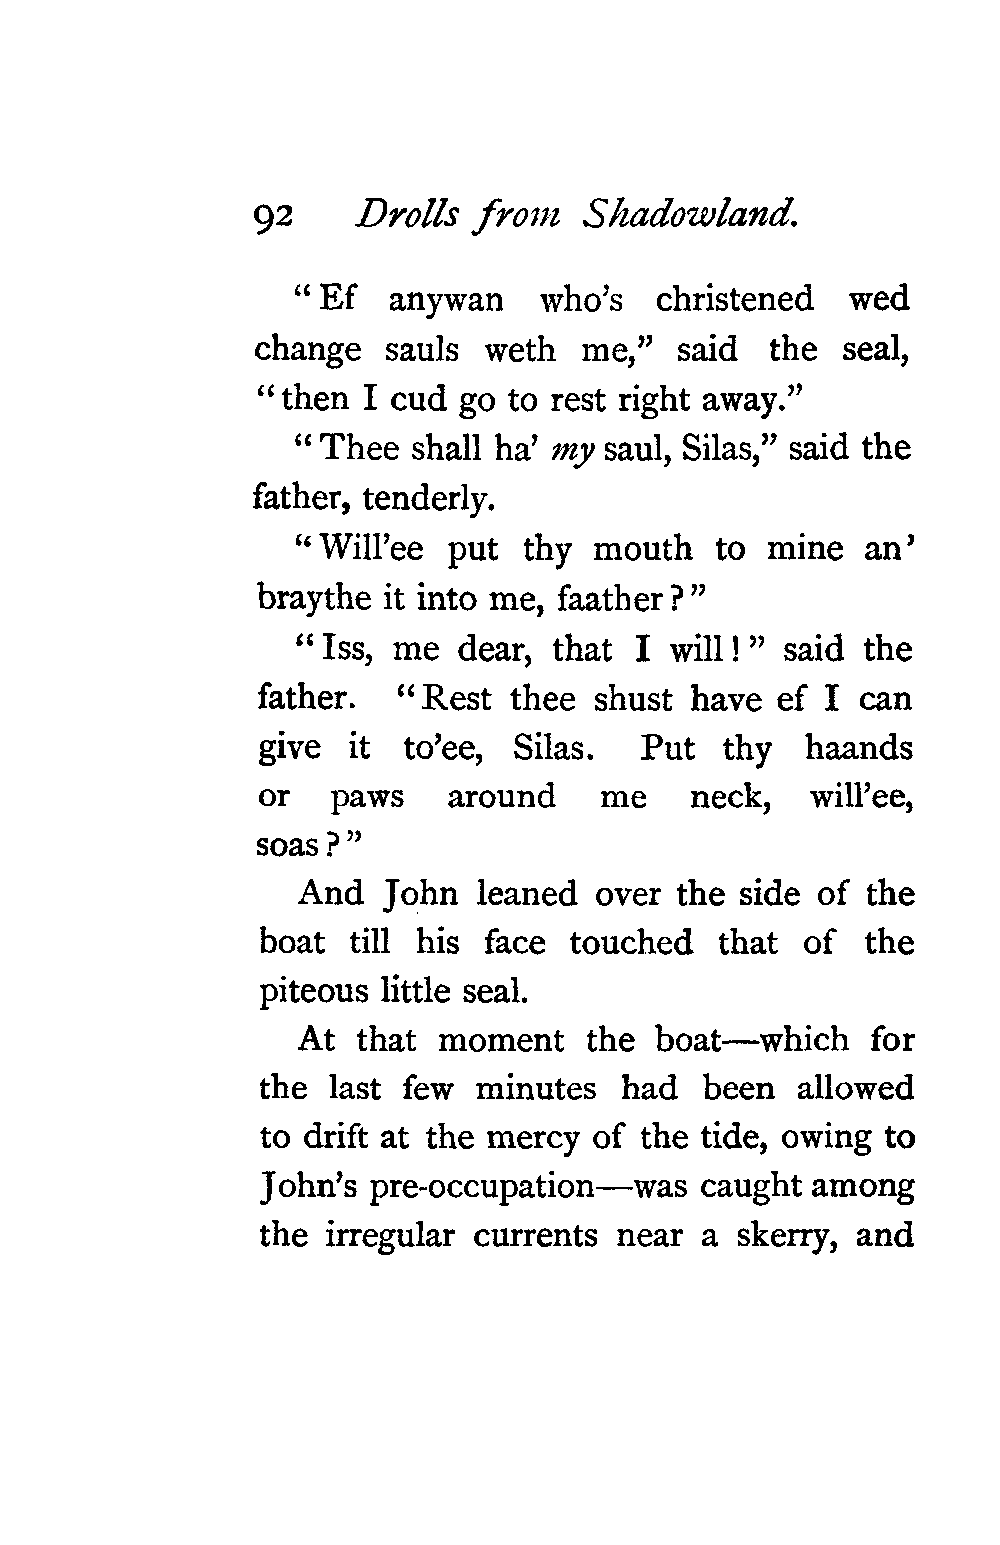 92 Drolls from Shadowland.
“ Ef anywan who’s christened wed
change sauls weth me,” said the seal,
“ then I cud go to rest right away.”
“ Thee shall ha’ my saul, Silas,” said the
father, tenderly.
“ Will’ee put thy mouth to mine an’
braythe it into me, faather ? ”
“ Iss, me dear, that I will ! ” said the
father. “ Rest thee shust have ef I can
give it to’ee, Silas. Put thy haands
or paws around me neck, will’ee,
soas ? ”
And John leaned over the side of the
boat till his face touched that of the
piteous little seal.
At that moment the boat—which for
the last few minutes had been allowed
to drift at the mercy of the tide, owing to
John’s pre-occupation—was caught among
the irregular currents near a skerry, and